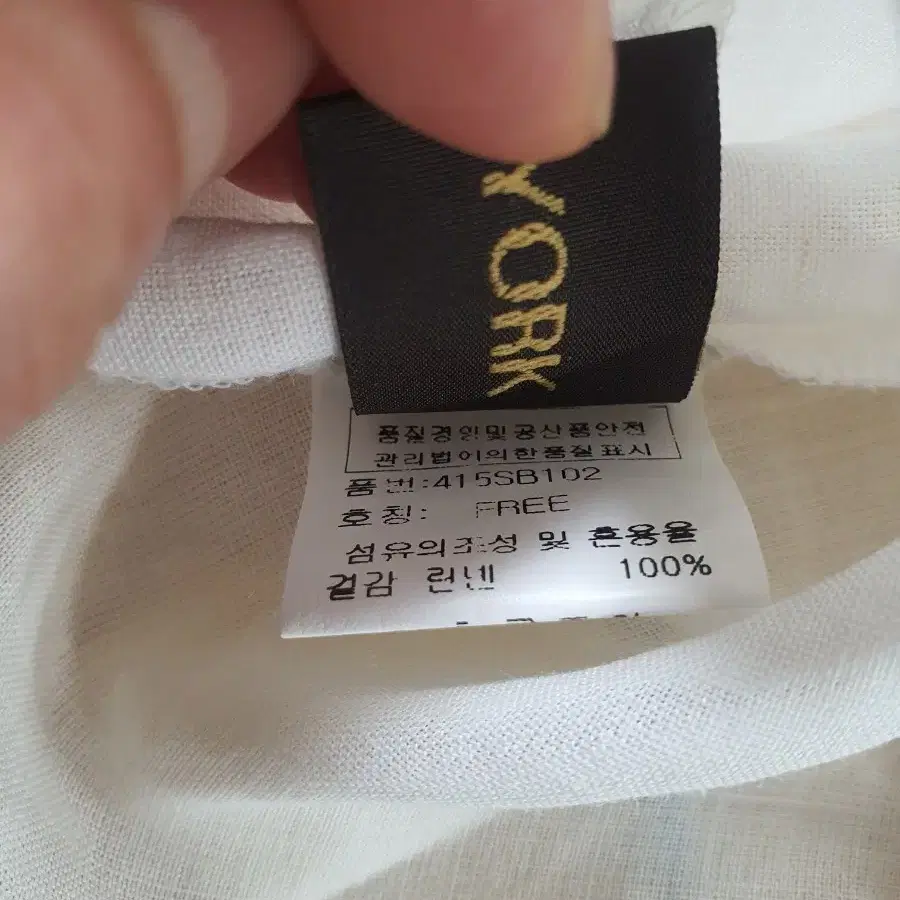 YORK
품질경영및공산품안전
관리법이의한품질표시
품번:415SB102
호칭: FREE
섬유의조성 및 혼용율
겉감 린넨 100%